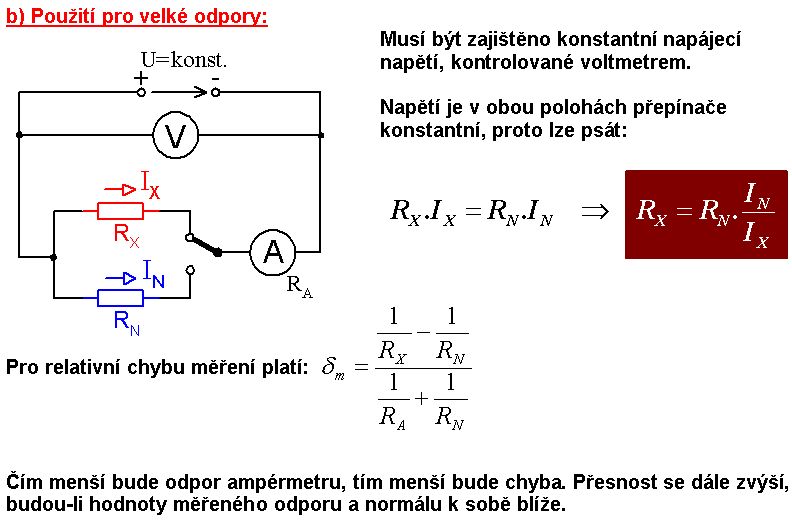 b) Použití pro velké odpory:
Musí být zajištěno konstantní napájecí
napětí, kontrolované voltmetrem.
Napětí je v obou polohách přepínače
konstantní, proto lze psát:
U=konst.
+ -
V
I_X
R_X
A
R_A
I_N
R_N
R_X.I_X = R_N.I_N ⇒ R_X = R_N.\frac{I_N}{I_X}
Pro relativní chybu měření platí: δ_m = \frac{\frac{1}{R_X} - \frac{1}{R_N}}{\frac{1}{R_A} + \frac{1}{R_N}}
Čím menší bude odpor ampérmetru, tím menší bude chyba. Přesnost se dále zvýší,
budou-li hodnoty měřeného odporu a normálu k sobě blíže.